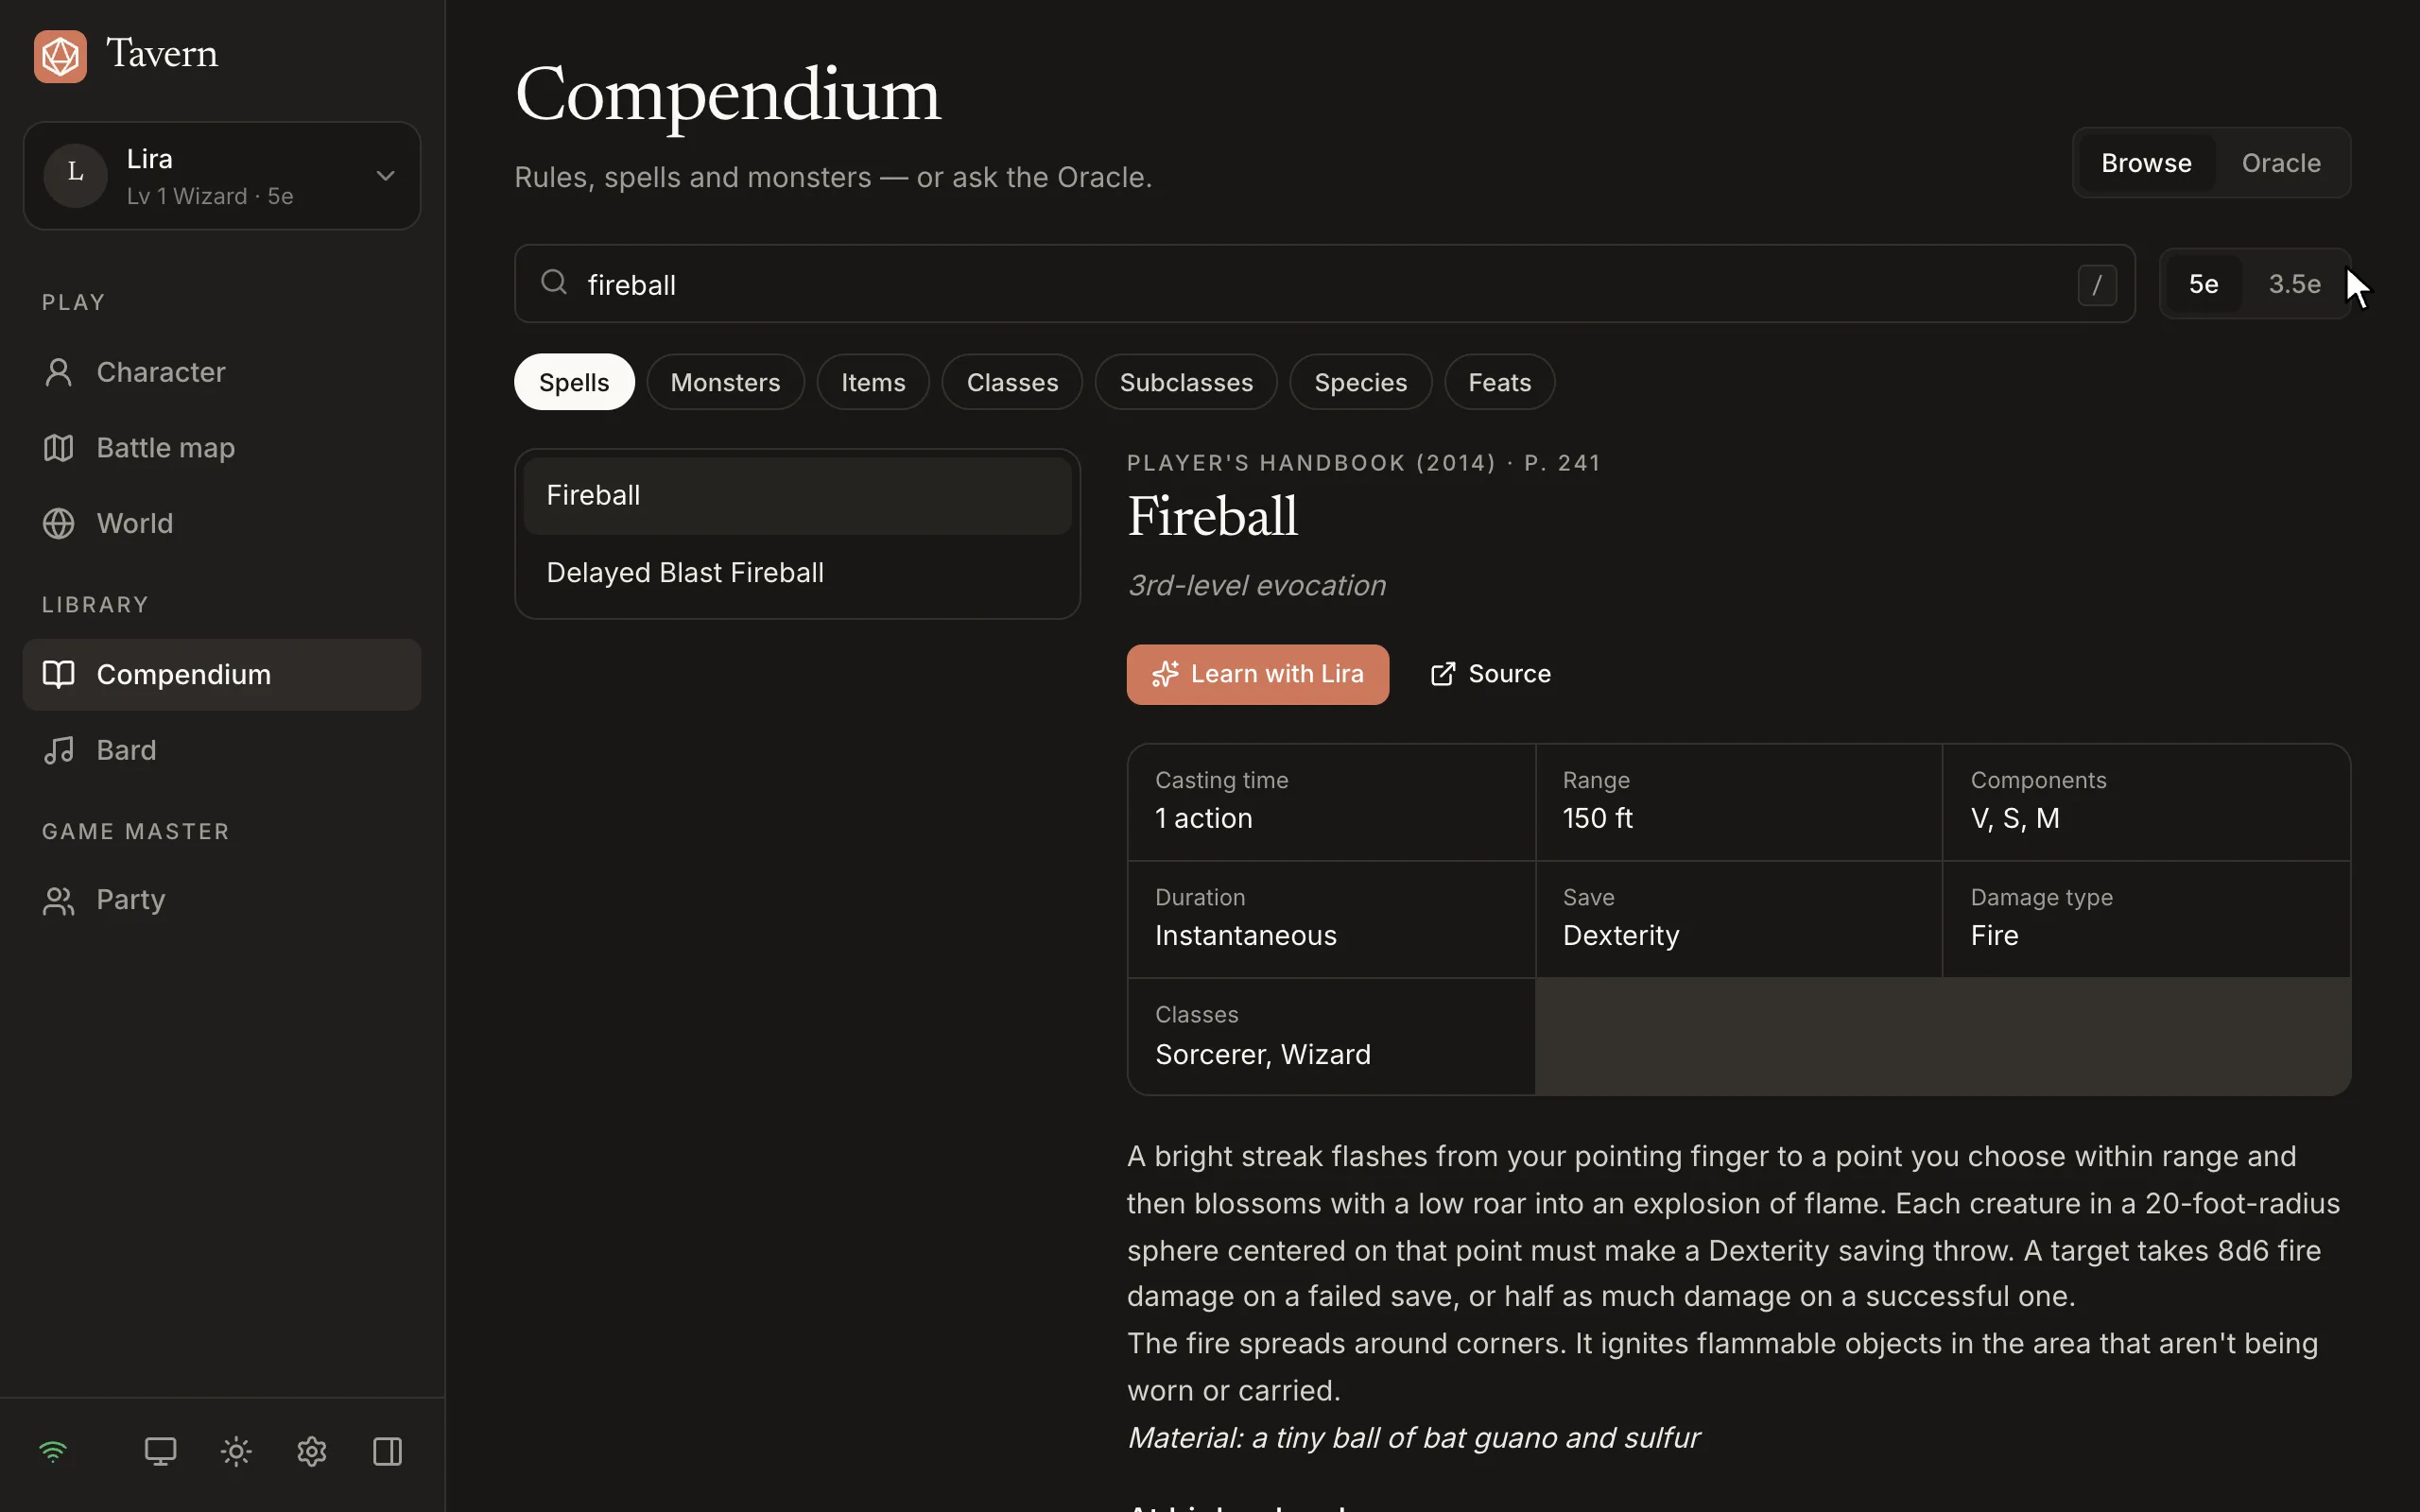 Tavern
L
Lira
Lv 1 Wizard · 5e
PLAY
Character
Battle map
World
LIBRARY
Compendium
Bard
GAME MASTER
Party
Compendium
Rules, spells and monsters — or ask the Oracle.
Browse
Oracle
fireball
/
5e
3.5e
Spells
Monsters
Items
Classes
Subclasses
Species
Feats
Fireball
Delayed Blast Fireball
PLAYER'S HANDBOOK (2014) · P. 241
Fireball
3rd-level evocation
Learn with Lira
Source
Casting time
1 action
Range
150 ft
Components
V, S, M
Duration
Instantaneous
Save
Dexterity
Damage type
Fire
Classes
Sorcerer, Wizard
A bright streak flashes from your pointing finger to a point you choose within range and
then blossoms with a low roar into an explosion of flame. Each creature in a 20-foot-radius
sphere centered on that point must make a Dexterity saving throw. A target takes 8d6 fire
damage on a failed save, or half as much damage on a successful one.
The fire spreads around corners. It ignites flammable objects in the area that aren't being
worn or carried.
Material: a tiny ball of bat guano and sulfur